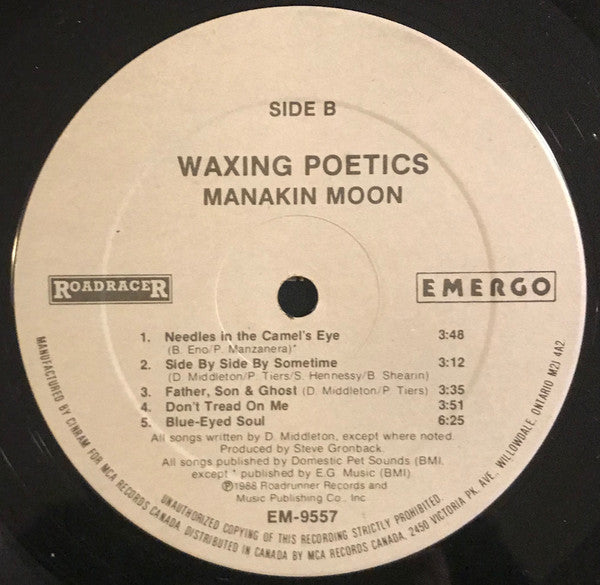 SIDE B
WAXING POETICS
MANAKIN MOON
ROADRACER
EMERGO
1. Needles in the Camel's Eye 3:48
(B. Eno/P. Manzanera)*
2. Side By Side By Sometime 3:12
(D. Middleton/P. Tiers/S. Hennessy/B. Shearin)
3. Father, Son & Ghost (D. Middleton/P. Tiers) 3:35
4. Don't Tread On Me 3:51
5. Blue-Eyed Soul 6:25
All songs written by D. Middleton, except where noted.
Produced by Steve Gronback.
All songs published by Domestic Pet Sounds (BMI,
except * published by E.G. Music (BMI)
Ⓟ1988 Roadrunner Records and
Music Publishing Co., Inc
EM-9557
MANUFACTURED BY CINRAM FOR MCA RECORDS CANADA, DISTRIBUTED IN CANADA BY MCA RECORDS CANADA, 2450 VICTORIA PK. AVE., WILLOWDALE, ONTARIO M2J 4A2
UNAUTHORIZED COPYING OF THIS RECORDING STRICTLY PROHIBITED.